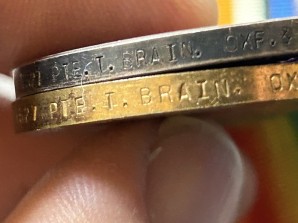 PTE. T. BRAIN. OXF.
PTE. T. BRAIN. OX